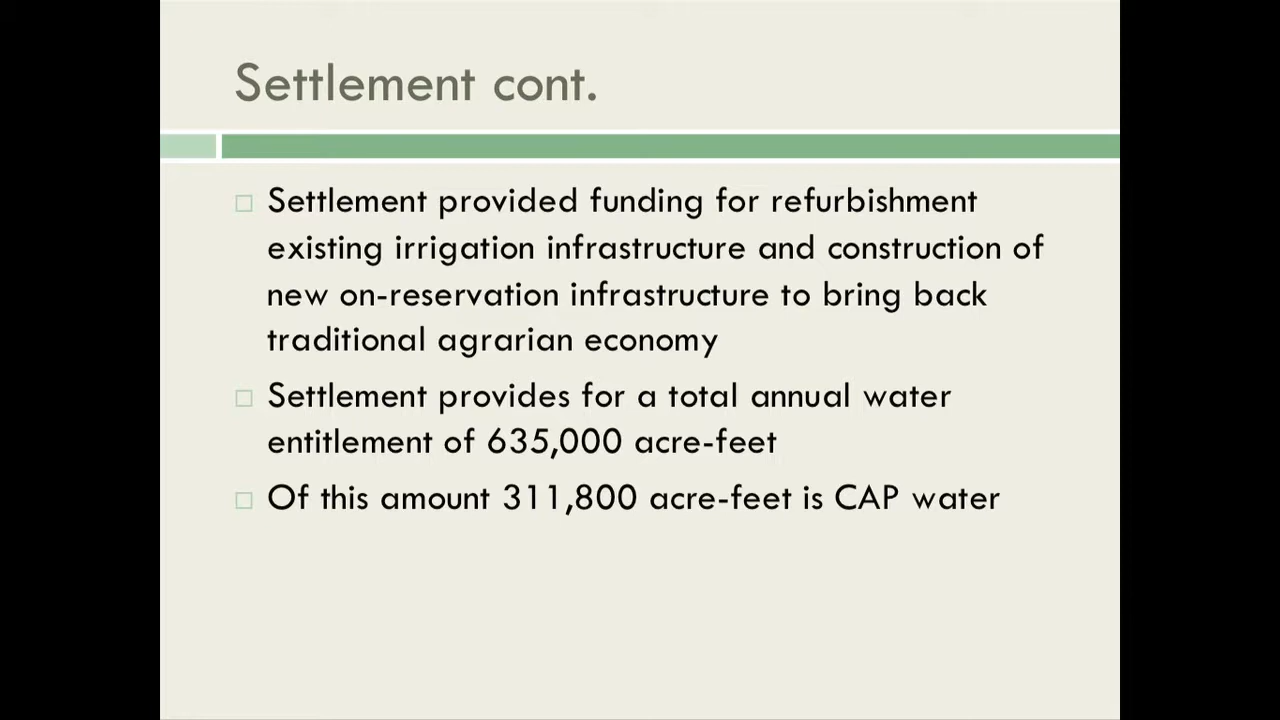 Settlement cont.
Settlement provided funding for refurbishment
existing irrigation infrastructure and construction of
new on-reservation infrastructure to bring back
traditional agrarian economy
Settlement provides for a total annual water
entitlement of 635,000 acre-feet
Of this amount 311,800 acre-feet is CAP water